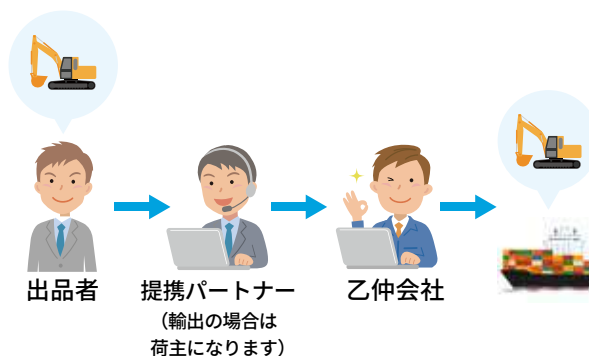 出品者
提携パートナー
（輸出の場合は
荷主になります）
乙仲会社